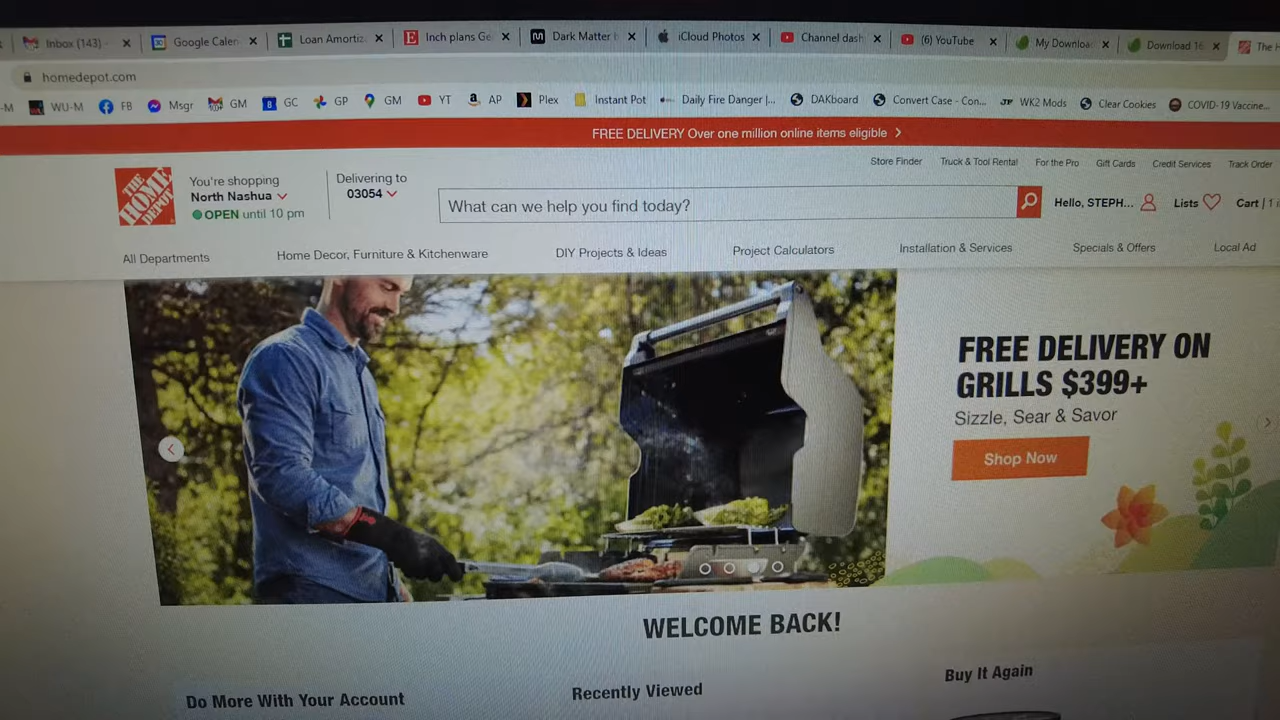 Inbox (143) -
Google Calen
Loan Amortiz
Inch plans Ge
Dark Matter
iCloud Photos
Channel dash
(6) YouTube
My Downloa
Download 16
The H
homedepot.com
-M
WU-M
FB
Msgr
GM
GC
GP
GM
YT
AP
Plex
Instant Pot
Daily Fire Danger |...
DAKboard
Convert Case - Con...
WK2 Mods
Clear Cookies
COVID-19 Vaccine...
FREE DELIVERY Over one million online items eligible
Store Finder
Truck & Tool Rental
For the Pro
Gift Cards
Credit Services
Track Order
THE
HOME
DEPOT
You're shopping
North Nashua
OPEN until 10 pm
Delivering to
03054
What can we help you find today?
Hello, STEPH...
Lists
Cart | 1
All Departments
Home Decor, Furniture & Kitchenware
DIY Projects & Ideas
Project Calculators
Installation & Services
Specials & Offers
Local Ad
FREE DELIVERY ON
GRILLS $399+
Sizzle, Sear & Savor
Shop Now
WELCOME BACK!
Do More With Your Account
Recently Viewed
Buy It Again